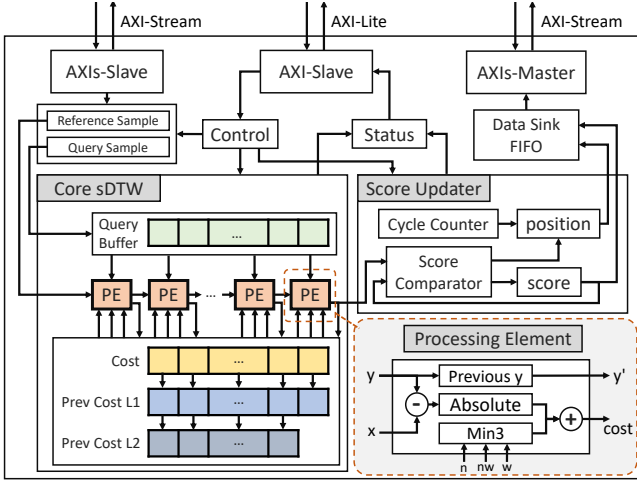 AXI-Stream
AXI-Lite
AXI-Stream
AXIs-Slave
AXI-Slave
AXIs-Master
Reference Sample
Query Sample
Control
Status
Data Sink
FIFO
Core sDTW
Score Updater
Query
Buffer
...
Cycle Counter
position
Score
Comparator
score
PE
PE
...
PE
PE
Cost
...
Prev Cost L1
...
Prev Cost L2
...
Processing Element
y
Previous y
y'
-
Absolute
+
x
Min3
cost
n
nw
w